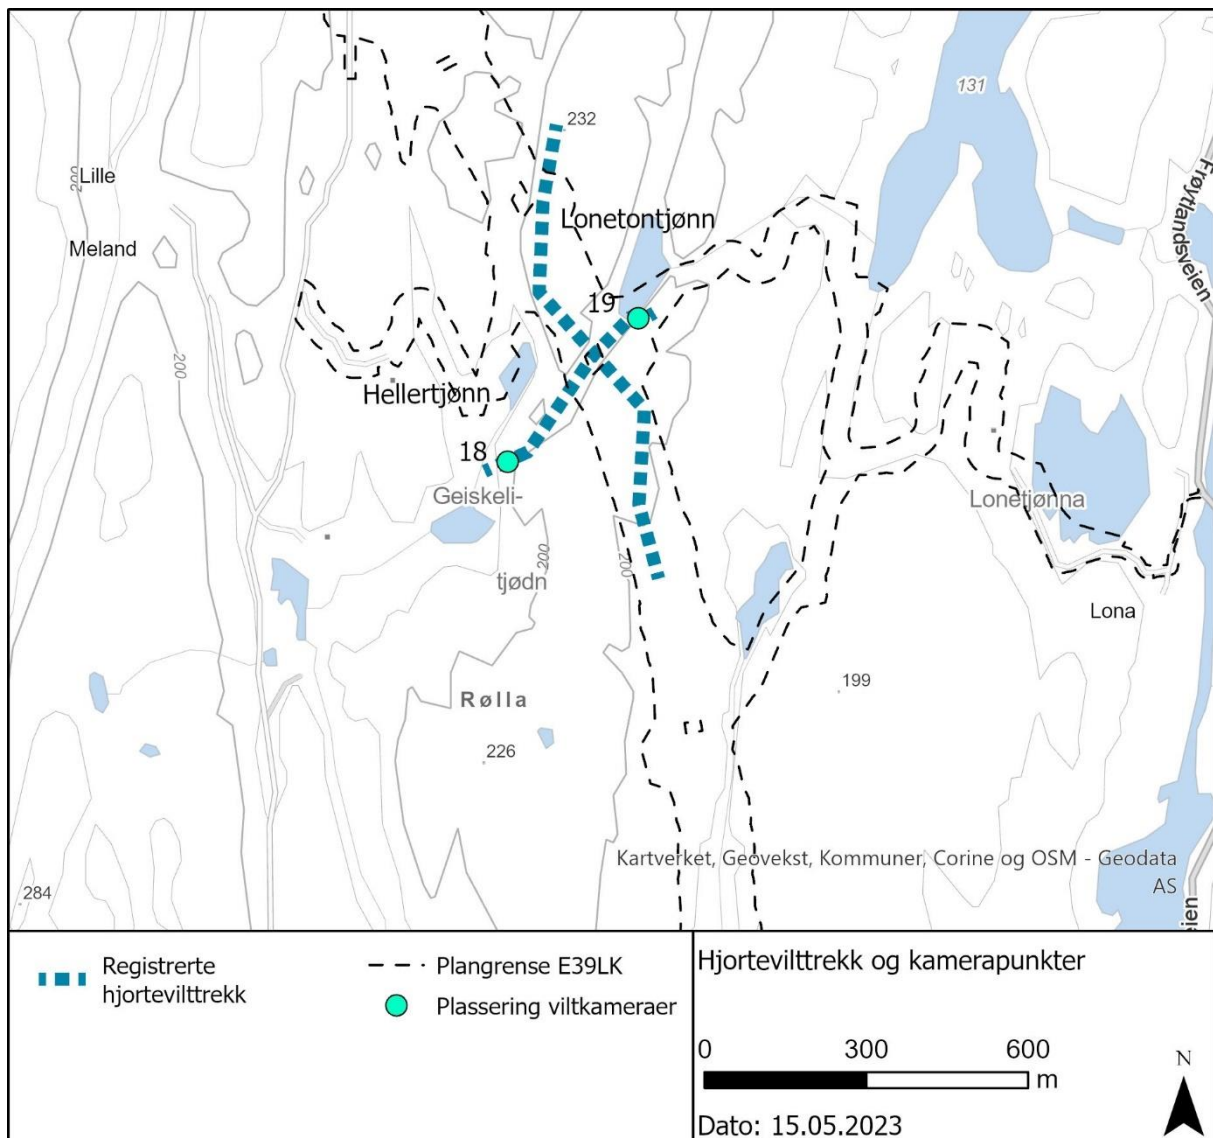 131
232
Lille
200
Meland
Lonetontjønn
Frøytlandsveien
19
200
Hellertjønn
18
Geiskeli-
tjødn
200
200
Lonetjønna
Lona
Rølla
199
226
Kartverket, Geovekst, Kommuner, Corine og OSM - Geodata
AS
284
eien
Registrerte
hjortevilttrekk
Plangrense E39LK
Plassering viltkameraer
Hjortevilttrekk og kamerapunkter
0 300 600
m
N
Dato: 15.05.2023